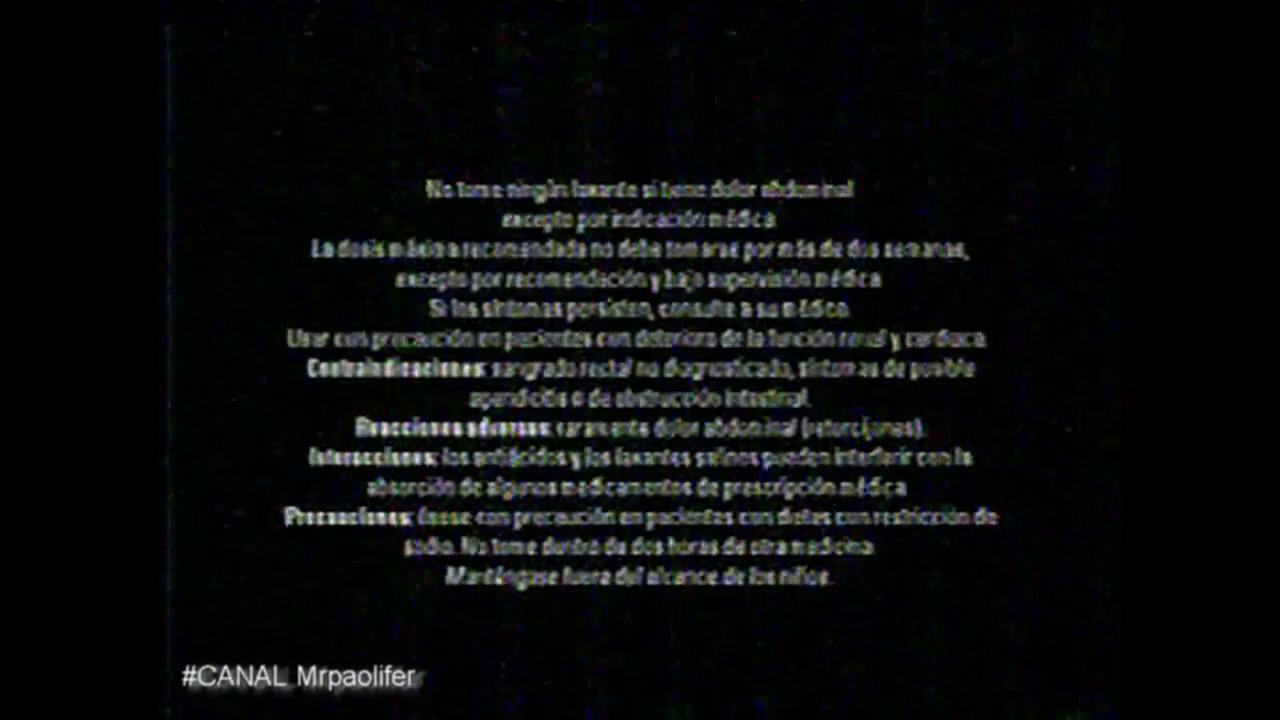 No tome ningún laxante si tiene dolor abdominal
excepto por indicación médica
La dosis máxima recomendada no debe tomarse por más de dos semanas,
excepto por recomendación y bajo supervisión médica
Si los síntomas persisten, consulte a su médico.
Usar con precaución en pacientes con deterioro de la función renal y cardiaca
Contraindicaciones: sangrado rectal no diagnosticado, síntomas de posible
apendicitis o de obstrucción intestinal.
Reacciones adversas: raramente dolor abdominal (retorcijones).
Interacciones: los antiácidos y los laxantes salinos pueden interferir con la
absorción de algunos medicamentos de prescripción médica
Precauciones: úsese con precaución en pacientes con dietas con restricción de
sodio. No tome dentro de dos horas de otra medicina
Manténgase fuera del alcance de los niños.
#CANAL Mrpaolifer